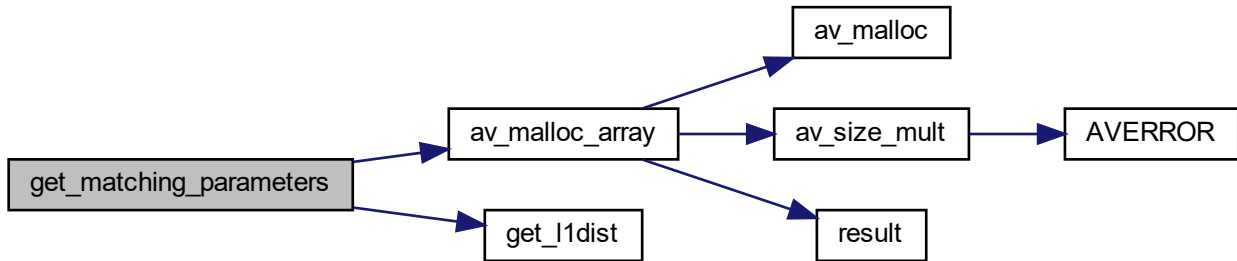 get_matching_parameters
av_malloc_array
get_l1dist
av_malloc
av_size_mult
result
AVERROR